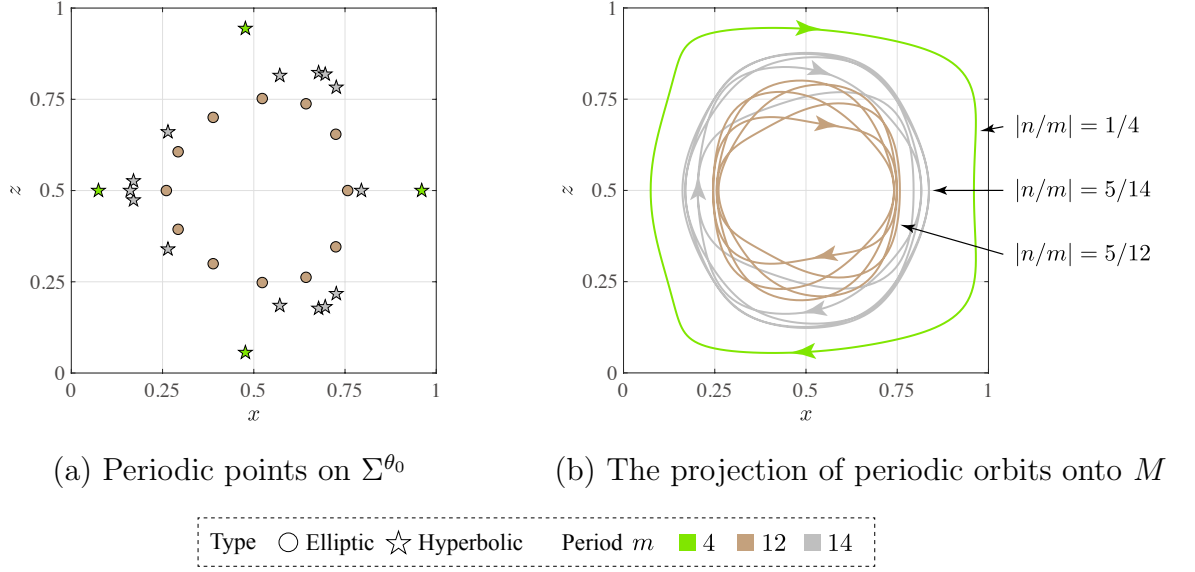 1
0.75
z
0.5
0.25
0
0
0.25
0.5
0.75
1
x
1
0.75
z
0.5
0.25
0
0
0.25
0.5
0.75
1
x
|n/m| = 1/4
|n/m| = 5/14
|n/m| = 5/12
(a) Periodic points on Σ^{θ₀}
(b) The projection of periodic orbits onto M
Type Elliptic Hyperbolic Period m 4 12 14